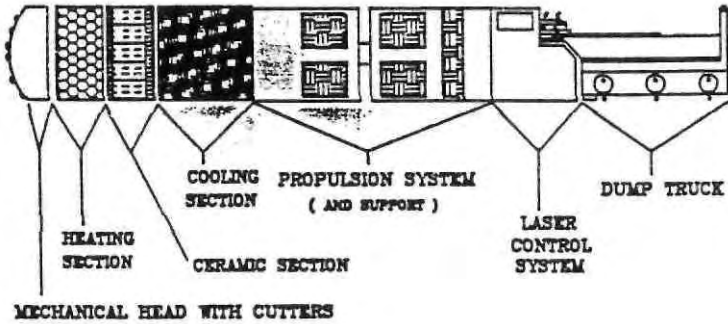 COOLING
SECTION
PROPULSION SYSTEM
( AND SUPPORT )
DUMP TRUCK
HEATING
SECTION
CERAMIC SECTION
LASER
CONTROL
SYSTEM
MECHANICAL HEAD WITH CUTTERS